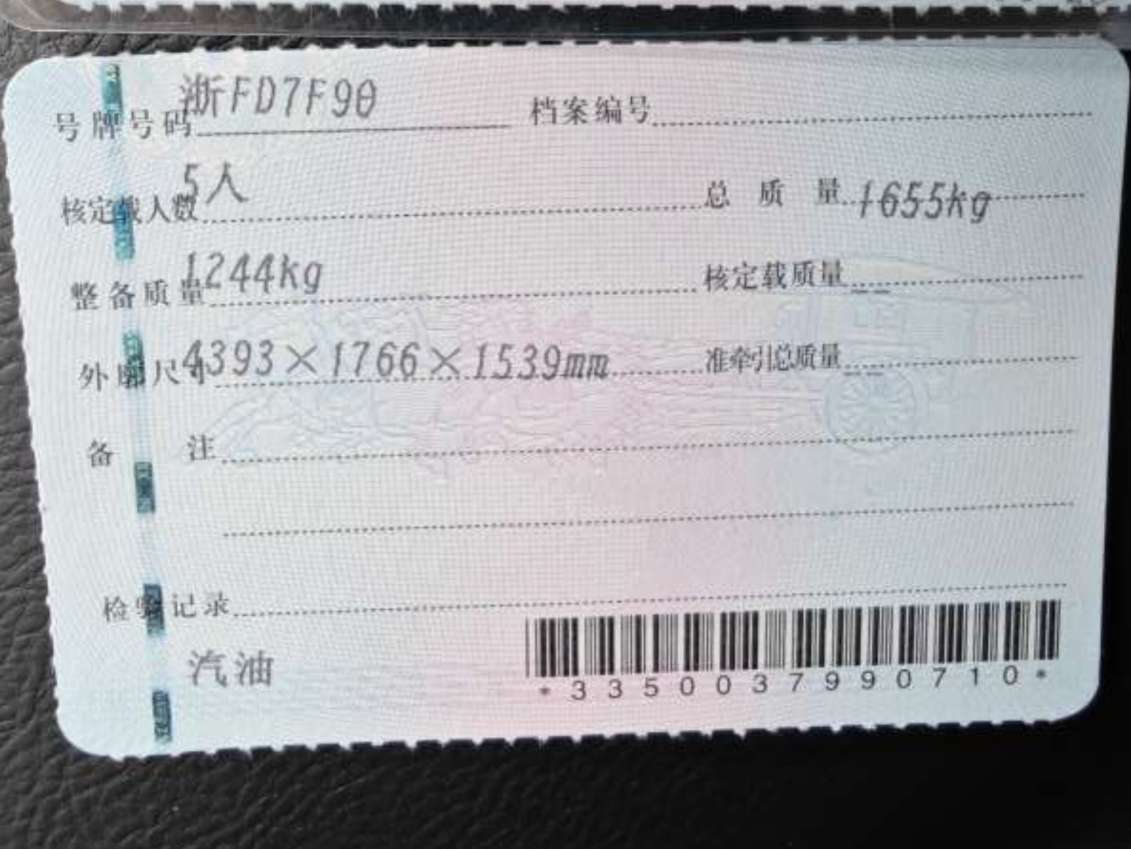 号牌号码 浙FD7F90 档案编号
核定载人数 5人 总质量 1655kg
整备质量 1244kg 核定载质量 --
外廓尺寸 4393×1766×1539mm 准牵引总质量 --
备注
检验记录
汽油
*3350037990710*